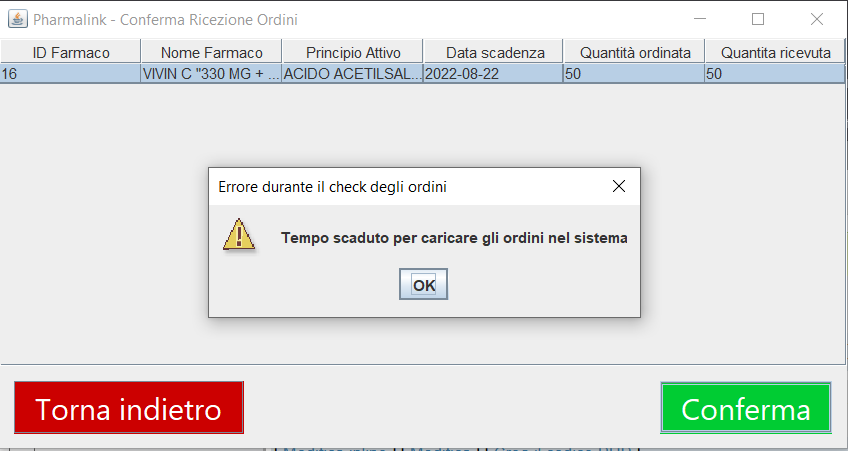 Pharmalink - Conferma Ricezione Ordini
ID Farmaco Nome Farmaco Principio Attivo Data scadenza Quantità ordinata Quantita ricevuta
16 VIVIN C "330 MG + ... ACIDO ACETILSAL... 2022-08-22 50 50
Errore durante il check degli ordini
Tempo scaduto per caricare gli ordini nel sistema
OK
Torna indietro Conferma